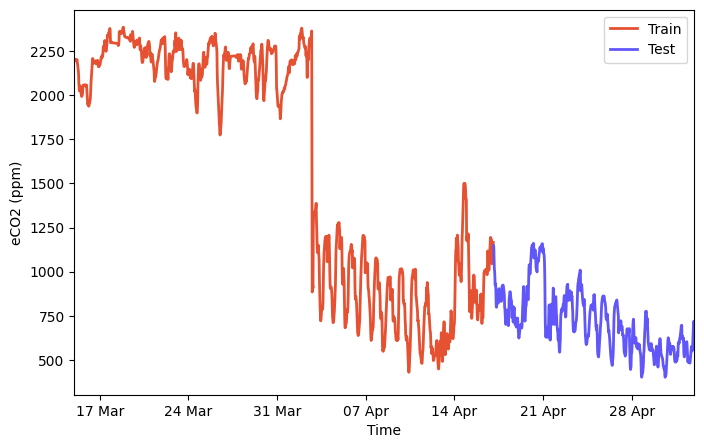 Train
Test
eCO2 (ppm)
2250
2000
1750
1500
1250
1000
750
500
17 Mar
24 Mar
31 Mar
07 Apr
14 Apr
21 Apr
28 Apr
Time